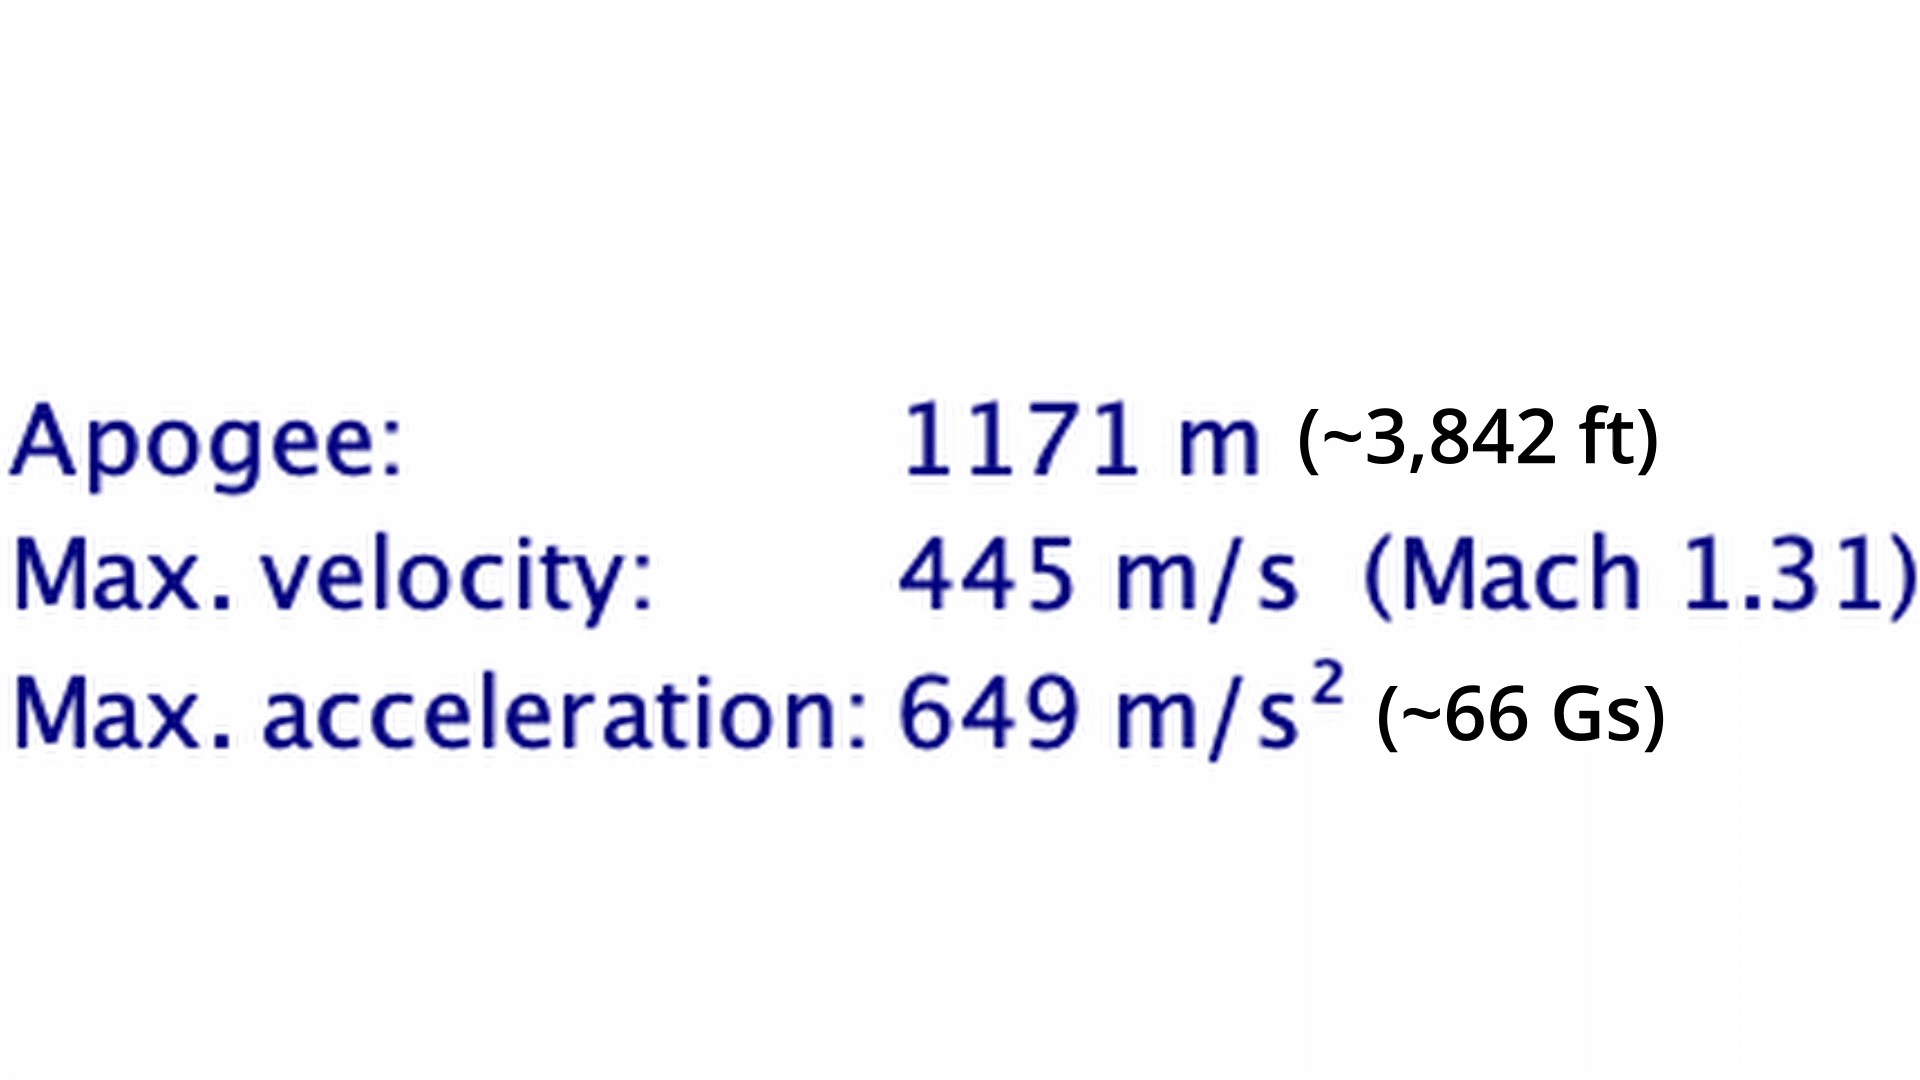 Apogee: 1171 m (~3,842 ft)
Max. velocity: 445 m/s (Mach 1.31)
Max. acceleration: 649 m/s² (~66 Gs)